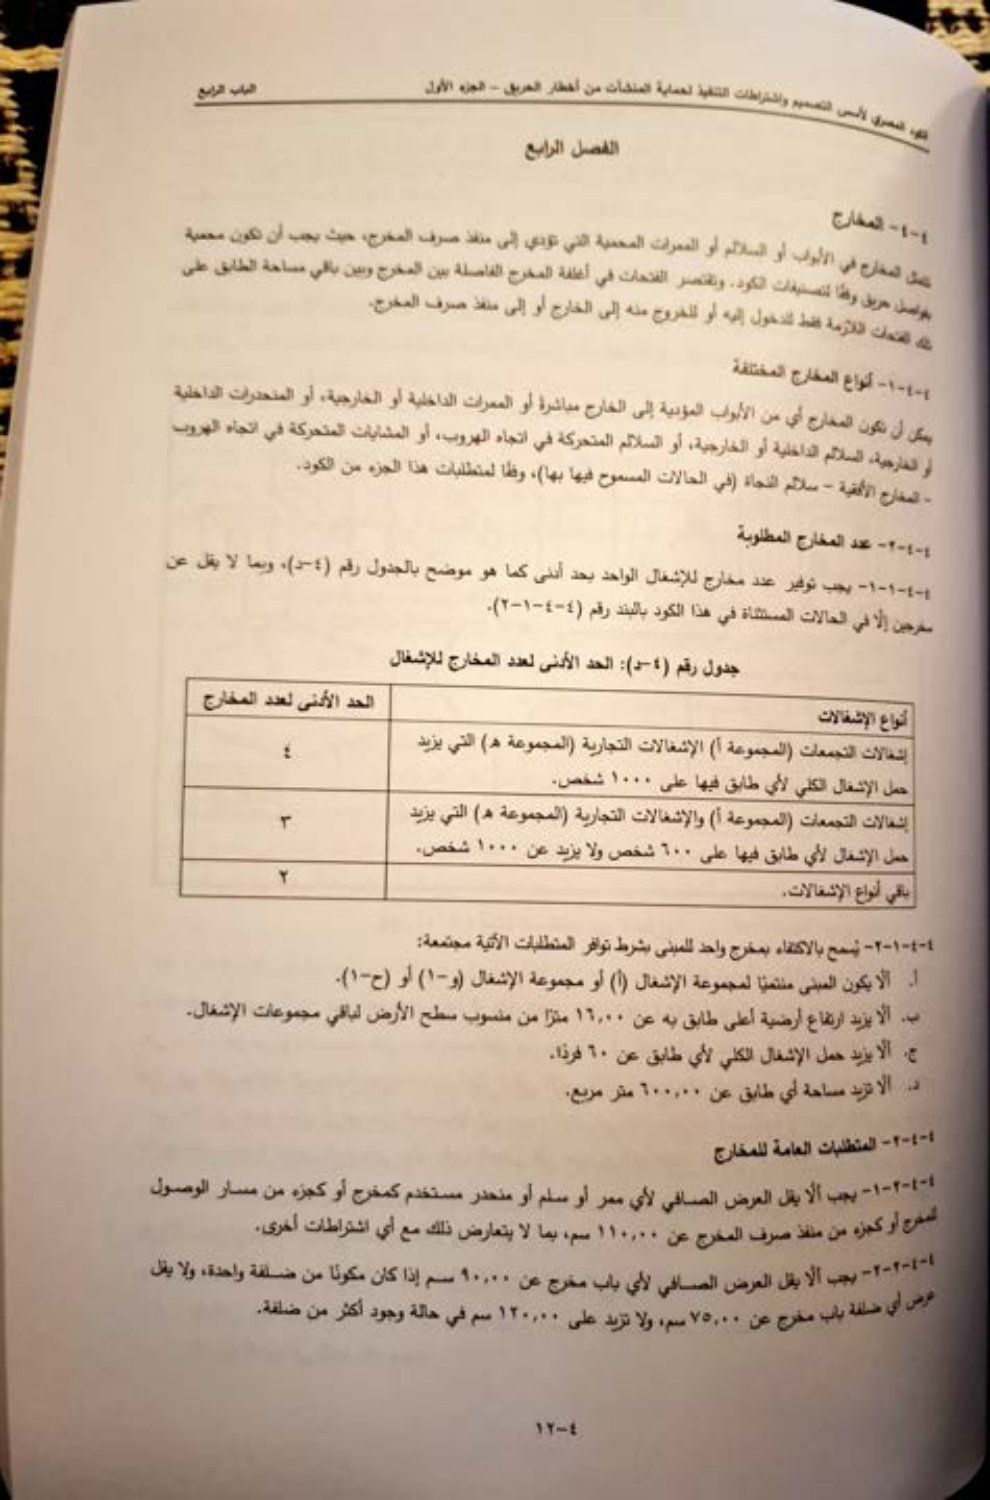 الكود المصري لأسس التصميم واشتراطات التنفيذ لحماية المنشآت من أخطار الحريق – الجزء الأول
الباب الرابع
الفصل الرابع
٤-٤- المخارج
تتمثل المخارج في الأبواب أو السلالم أو الممرات المحمية التي تؤدي إلى منفذ صرف المخرج، حيث يجب أن تكون محمية
بفواصل حريق وفقًا لتصنيفات الكود. وتقتصر الفتحات في أغلفة المخرج الفاصلة بين المخرج وبين باقي مساحة الطابق على
تلك الفتحات اللازمة فقط للدخول إليه أو للخروج منه إلى الخارج أو إلى منفذ صرف المخرج.
٤-٤-١- أنواع المخارج المختلفة
يمكن أن تكون المخارج أي من الأبواب المؤدية إلى الخارج مباشرةً أو الممرات الداخلية أو الخارجية، أو المنحدرات الداخلية
أو الخارجية، السلالم الداخلية أو الخارجية، أو السلالم المتحركة في اتجاه الهروب، أو المشايات المتحركة في اتجاه الهروب
- المخارج الأفقية – سلالم النجاة (في الحالات المسموح فيها بها)، وفقًا لمتطلبات هذا الجزء من الكود.
٤-٤-٢- عدد المخارج المطلوبة
٤-٤-١-١- يجب توفير عدد مخارج للإشغال الواحد بحد أدنى كما هو موضح بالجدول رقم (٤-د)، وبما لا يقل عن
مخرجين إلّا في الحالات المستثناة في هذا الكود بالبند رقم (٤-٤-١-٢).
جدول رقم (٤-د): الحد الأدنى لعدد المخارج للإشغال
أنواع الإشغالات
الحد الأدنى لعدد المخارج
إشغالات التجمعات (المجموعة أ) الإشغالات التجارية (المجموعة هـ) التي يزيد
حمل الإشغال الكلي لأي طابق فيها على ١٠٠٠ شخص.
٤
إشغالات التجمعات (المجموعة أ) والإشغالات التجارية (المجموعة هـ) التي يزيد
حمل الإشغال لأي طابق فيها على ٦٠٠ شخص ولا يزيد عن ١٠٠٠ شخص.
٣
باقي أنواع الإشغالات.
٢
٤-٤-١-٢- يُسمح بالاكتفاء بمخرج واحد للمبنى بشرط توافر المتطلبات الآتية مجتمعة:
أ. ألّا يكون المبنى منتميًا لمجموعة الإشغال (أ) أو مجموعة الإشغال (و-١) أو (ح-١).
ب. ألّا يزيد ارتفاع أرضية أعلى طابق به عن ١٦,٠٠ مترًا من منسوب سطح الأرض لباقي مجموعات الإشغال.
ج. ألّا يزيد حمل الإشغال الكلي لأي طابق عن ٦٠ فردًا.
د. ألّا تزيد مساحة أي طابق عن ٦٠٠,٠٠ متر مربع.
٤-٤-٢- المتطلبات العامة للمخارج
٤-٤-٢-١- يجب ألّا يقل العرض الصافي لأي ممر أو سلم أو منحدر مستخدم كمخرج أو كجزء من مسار الوصول
لمخرج أو كجزء من منفذ صرف المخرج عن ١١٠,٠٠ سم، بما لا يتعارض ذلك مع أي اشتراطات أخرى.
٤-٤-٢-٢- يجب ألّا يقل العرض الصافي لأي باب مخرج عن ٩٠,٠٠ سم إذا كان مكونًا من ضلفة واحدة، ولا يقل
عرض أي ضلفة باب مخرج عن ٧٥,٠٠ سم، ولا تزيد على ١٢٠,٠٠ سم في حالة وجود أكثر من ضلفة.
٤-١٢